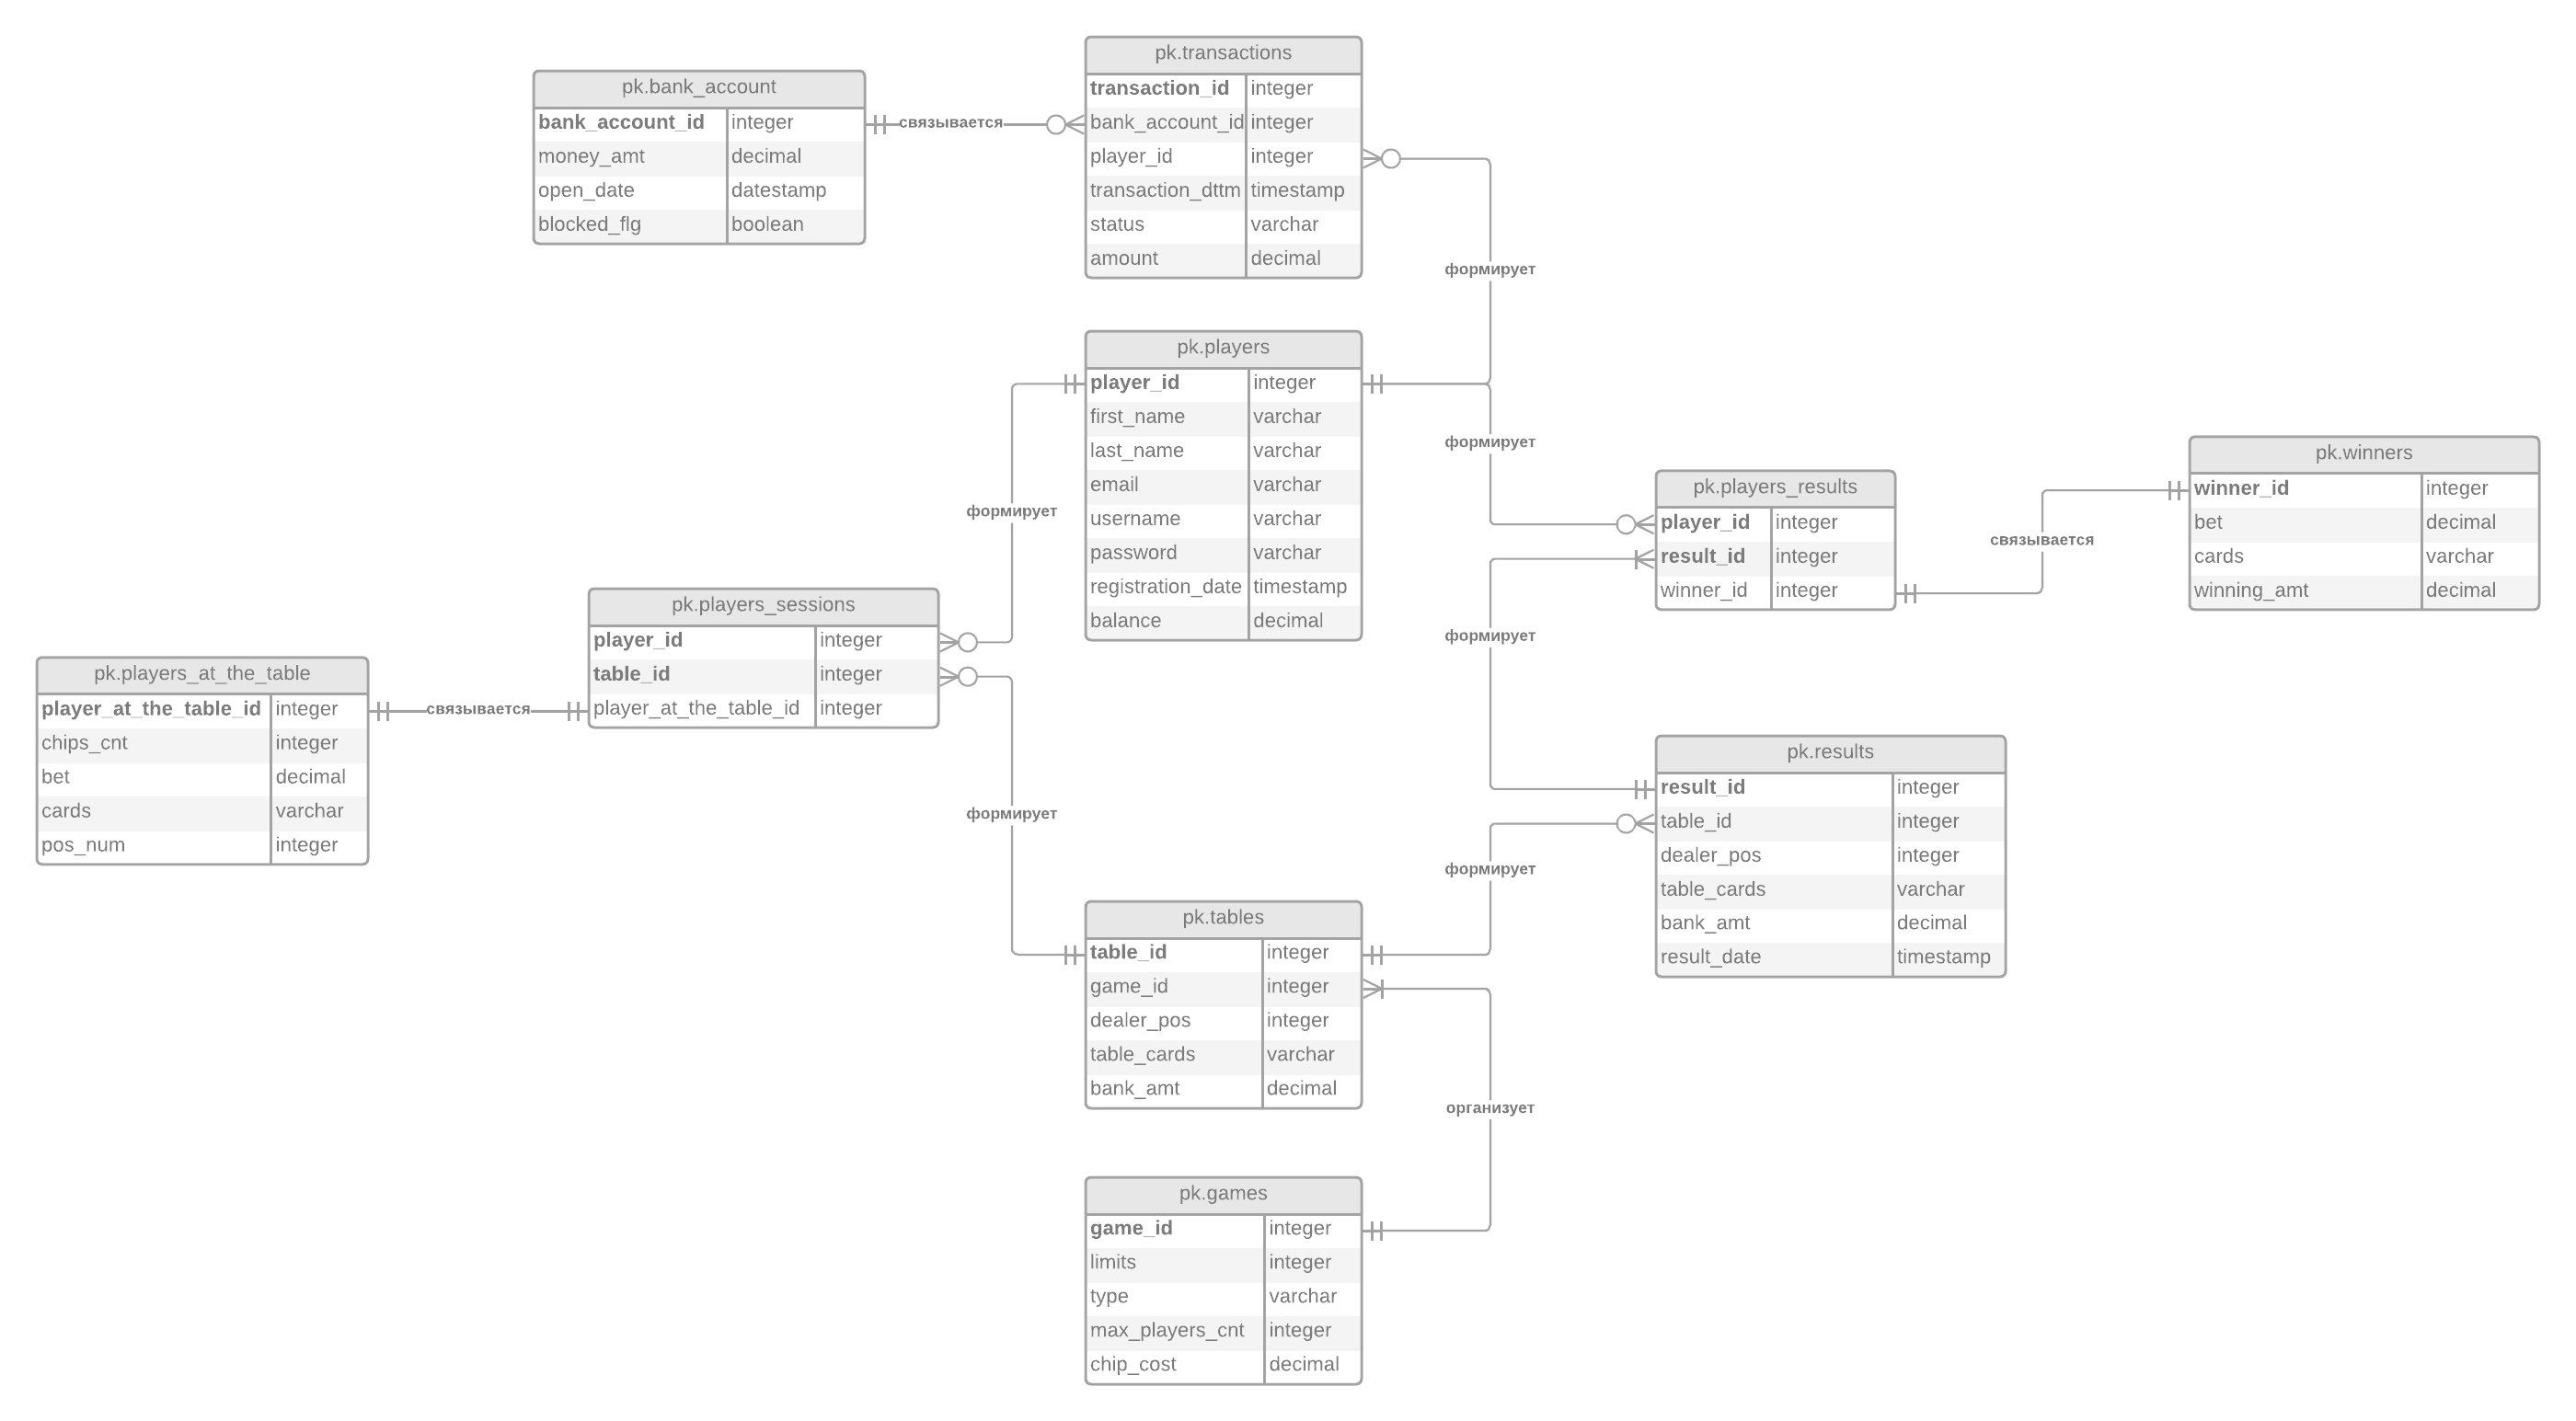 pk.transactions
transaction_id integer
bank_account_id integer
player_id integer
transaction_dttm timestamp
status varchar
amount decimal
pk.bank_account
bank_account_id integer
money_amt decimal
open_date datestamp
blocked_flg boolean
связывается
формирует
pk.players
player_id integer
first_name varchar
last_name varchar
email varchar
username varchar
password varchar
registration_date timestamp
balance decimal
формирует
формирует
pk.players_results
player_id integer
result_id integer
winner_id integer
связывается
pk.winners
winner_id integer
bet decimal
cards varchar
winning_amt decimal
pk.players_sessions
player_id integer
table_id integer
player_at_the_table_id integer
pk.players_at_the_table
player_at_the_table_id integer
chips_cnt integer
bet decimal
cards varchar
pos_num integer
связывается
формирует
формирует
pk.results
result_id integer
table_id integer
dealer_pos integer
table_cards varchar
bank_amt decimal
result_date timestamp
формирует
pk.tables
table_id integer
game_id integer
dealer_pos integer
table_cards varchar
bank_amt decimal
организует
pk.games
game_id integer
limits integer
type varchar
max_players_cnt integer
chip_cost decimal